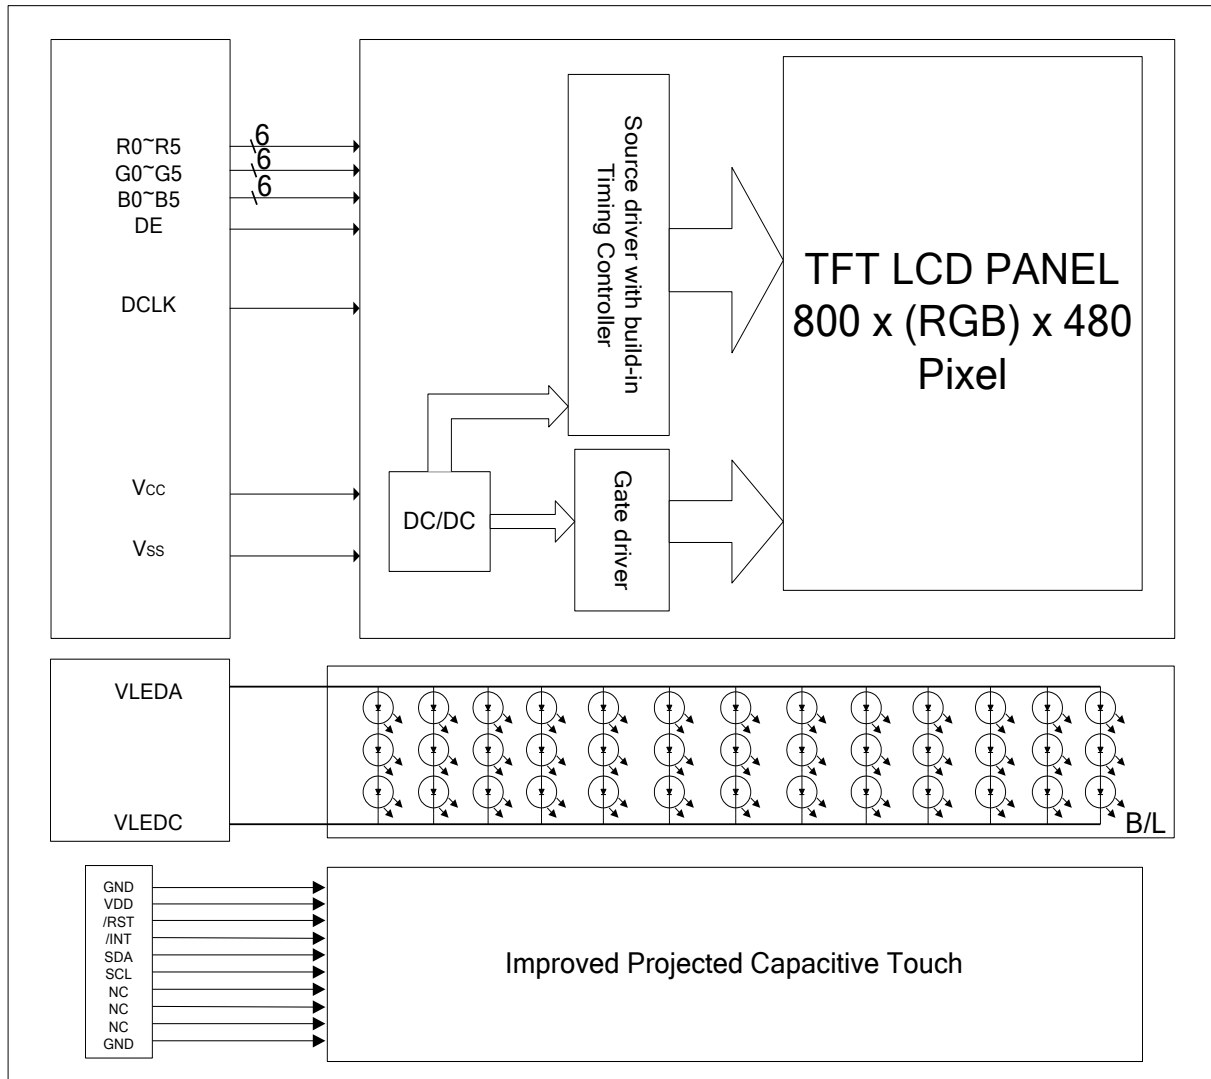 R0~R5
6
G0~G5
6
B0~B5
6
DE
DCLK
VCC
VSS
Source driver with build-in
Timing Controller
DC/DC
Gate driver
TFT LCD PANEL
800 x (RGB) x 480
Pixel
VLEDA
VLEDC
B/L
GND
VDD
/RST
/INT
SDA
SCL
NC
NC
NC
GND
Improved Projected Capacitive Touch